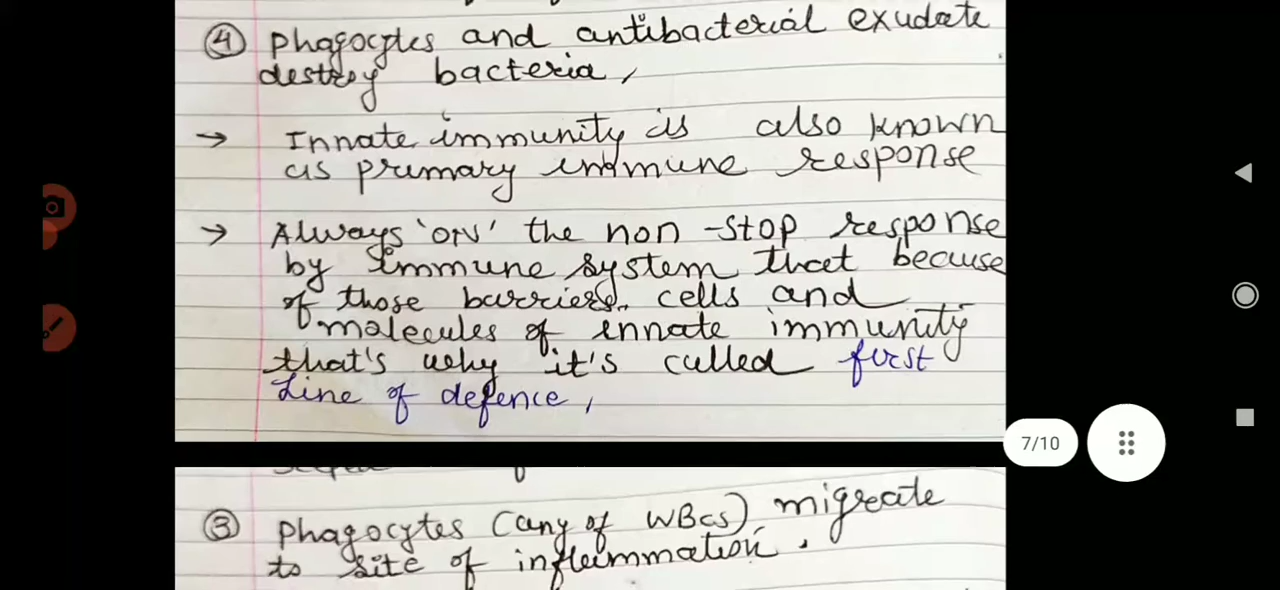 ④ Phagocytes and antibacterial exudate
destroy bacteria,
→ Innate immunity is also known
as primary immune response
→ Always 'ON' the non-stop response
by immune system that because
of those barriers, cells and
molecules of innate immunity
that's why it's called first
Line of defence,
7/10
③ Phagocytes (any of WBCs) migrate
to site of inflammation.